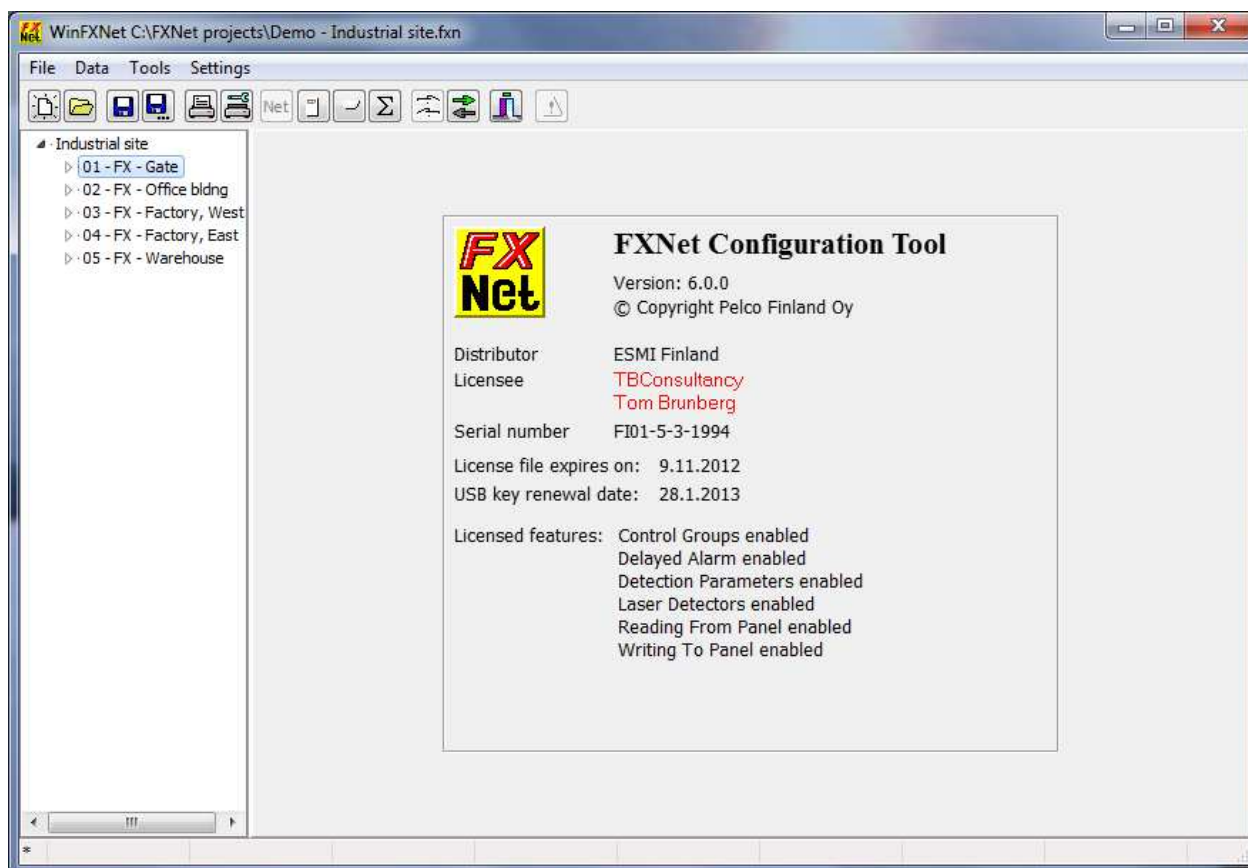 WinFXNet C:\FXNet projects\Demo - Industrial site.fxn
File Data Tools Settings
Net Σ
Industrial site
01 - FX - Gate
02 - FX - Office bldng
03 - FX - Factory, West
04 - FX - Factory, East
05 - FX - Warehouse
FX
Net
FXNet Configuration Tool
Version: 6.0.0
© Copyright Pelco Finland Oy
Distributor ESMI Finland
Licensee TBConsultancy
Tom Brunberg
Serial number FI01-5-3-1994
License file expires on: 9.11.2012
USB key renewal date: 28.1.2013
Licensed features: Control Groups enabled
Delayed Alarm enabled
Detection Parameters enabled
Laser Detectors enabled
Reading From Panel enabled
Writing To Panel enabled
*